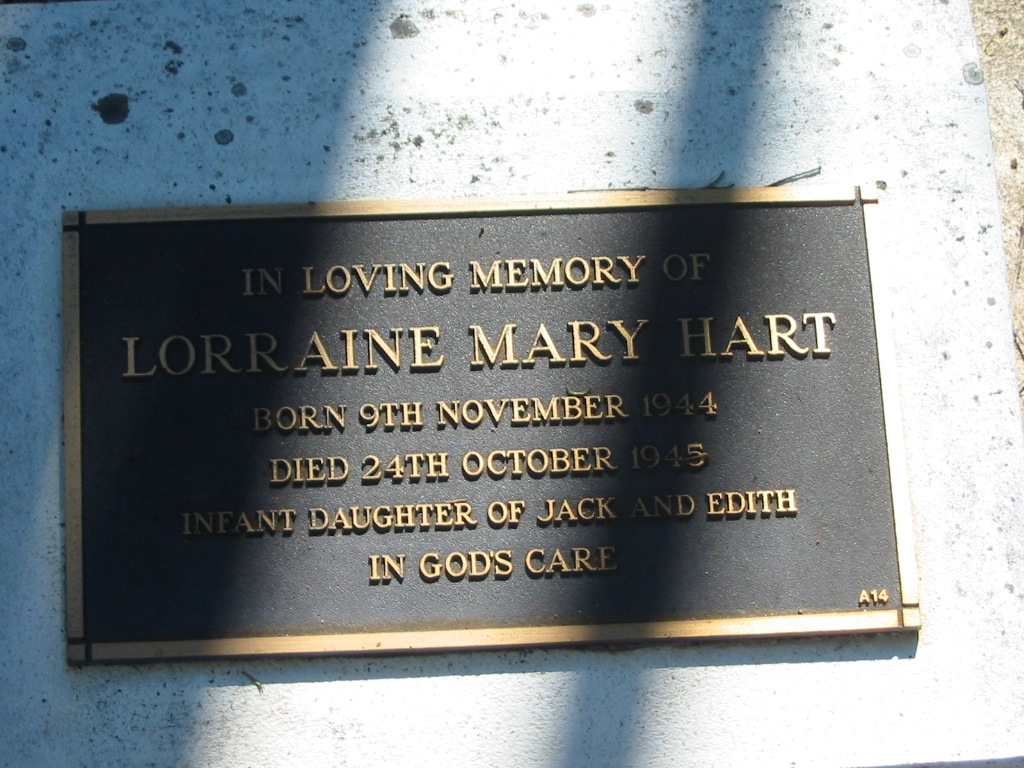 IN LOVING MEMORY OF
LORRAINE MARY HART
BORN 9TH NOVEMBER 1944
DIED 24TH OCTOBER 1945
INFANT DAUGHTER OF JACK AND EDITH
IN GOD'S CARE
A14